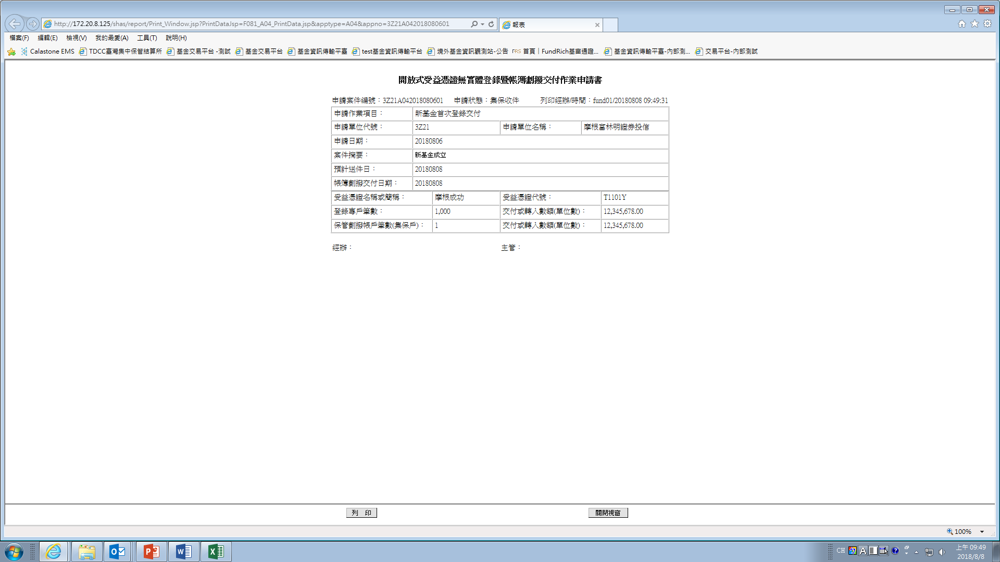 http://172.20.8.125/shas/report/Print_Window.jsp?PrintDataJsp=F081_A04_PrintData.jsp&apptype=A04&appno=3Z21A042018080601
報表
檔案(F) 編輯(E) 檢視(V) 我的最愛(A) 工具(T) 說明(H)
Calastone EMS TDCC臺灣集中保管結算所 基金交易平台 -測試 基金交易平台 基金資訊傳輸平臺 test基金資訊傳輸平台 境外基金資訊觀測站-公告 FRS 首頁 | FundRich基富通證... 基金資訊傳輸平臺-內部測... 交易平台-內部測試
開放式受益憑證無實體登錄暨帳簿劃撥交付作業申請書
申請案件編號：3Z21A042018080601 申請狀態：集保收件 列印經辦/時間：fund01/20180808 09:49:31
申請作業項目： 新基金首次登錄交付
申請單位代號： 3Z21 申請單位名稱： 摩根富林明證券投信
申請日期： 20180806
案件摘要： 新基金成立
預計送件日： 20180808
帳簿劃撥交付日期： 20180808
受益憑證名稱或簡稱： 摩根成功 受益憑證代號： T1101Y
登錄專戶筆數： 1,000 交付或轉入數額(單位數)： 12,345,678.00
保管劃撥帳戶筆數(集保戶)： 1 交付或轉入數額(單位數)： 12,345,678.00
經辦： 主管：
列 印 關閉視窗
100%
CH
上午 09:49
2018/8/8